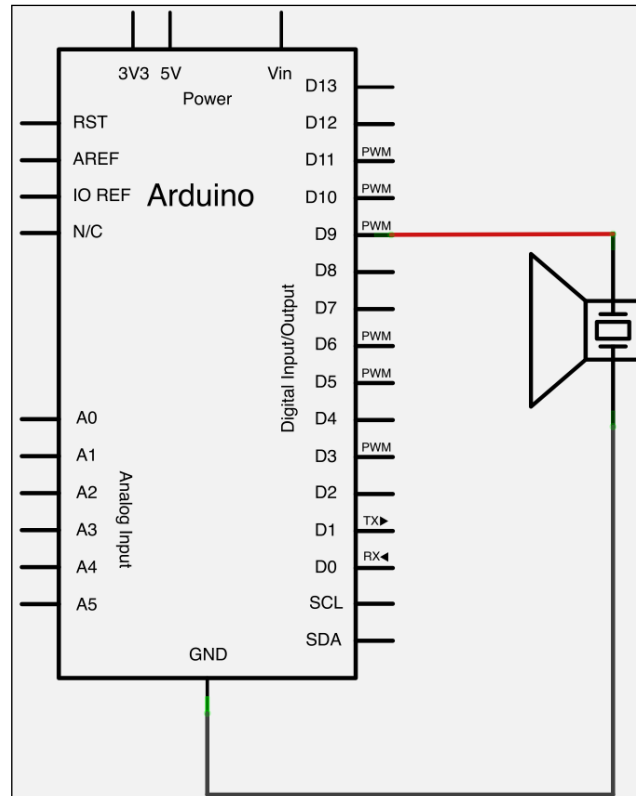 3V3 5V Vin
Power
Arduino
RST
AREF
IO REF
N/C
A0
A1
A2
A3
A4
A5
Analog Input
Digital Input/Output
D13
D12
D11 PWM
D10 PWM
D9 PWM
D8
D7
D6 PWM
D5 PWM
D4
D3 PWM
D2
D1 TX▶
D0 RX◀
SCL
SDA
GND